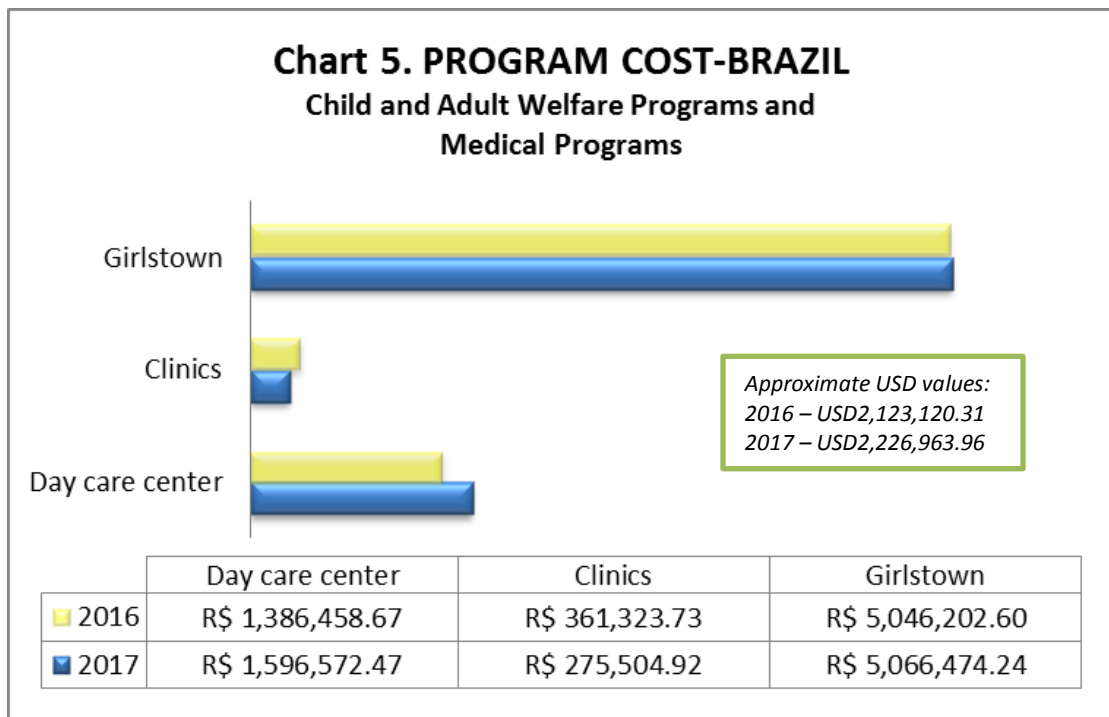 Chart 5. PROGRAM COST-BRAZIL
Child and Adult Welfare Programs and
Medical Programs
Girlstown
Clinics
Day care center
Approximate USD values:
2016 – USD2,123,120.31
2017 – USD2,226,963.96
Day care center Clinics Girlstown
2016 R$ 1,386,458.67 R$ 361,323.73 R$ 5,046,202.60
2017 R$ 1,596,572.47 R$ 275,504.92 R$ 5,066,474.24